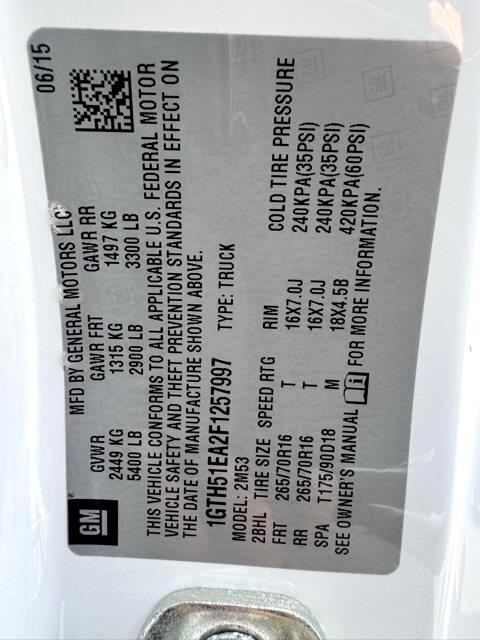 GM
MFD BY GENERAL MOTORS LLC 06/15
GVWR GAWR FRT GAWR RR
2449 KG 1315 KG 1497 KG
5400 LB 2900 LB 3300 LB
THIS VEHICLE CONFORMS TO ALL APPLICABLE U.S. FEDERAL MOTOR
VEHICLE SAFETY AND THEFT PREVENTION STANDARDS IN EFFECT ON
THE DATE OF MANUFACTURE SHOWN ABOVE.
1GTH51EA2F1257997 TYPE: TRUCK
MODEL: 2M53
2BHL TIRE SIZE SPEED RTG RIM COLD TIRE PRESSURE
FRT 265/70R16 T 16X7.0J 240KPA(35PSI)
RR 265/70R16 T 16X7.0J 240KPA(35PSI)
SPA T175/90D18 M 18X4.5B 420KPA(60PSI)
SEE OWNER'S MANUAL FOR MORE INFORMATION.